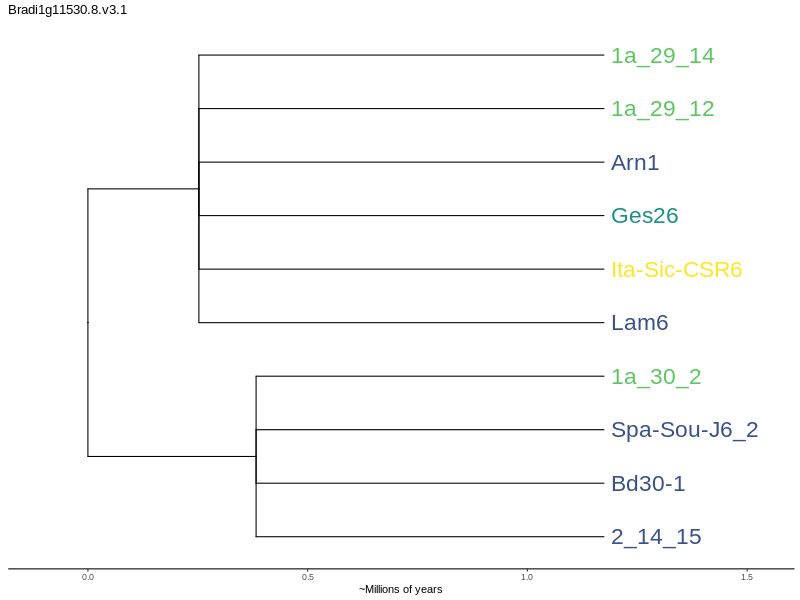 Bradi1g11530.8.v3.1
1a_29_14
1a_29_12
Arn1
Ges26
Ita-Sic-CSR6
Lam6
1a_30_2
Spa-Sou-J6_2
Bd30-1
2_14_15
0.0 0.5 1.0 1.5
~Millions of years